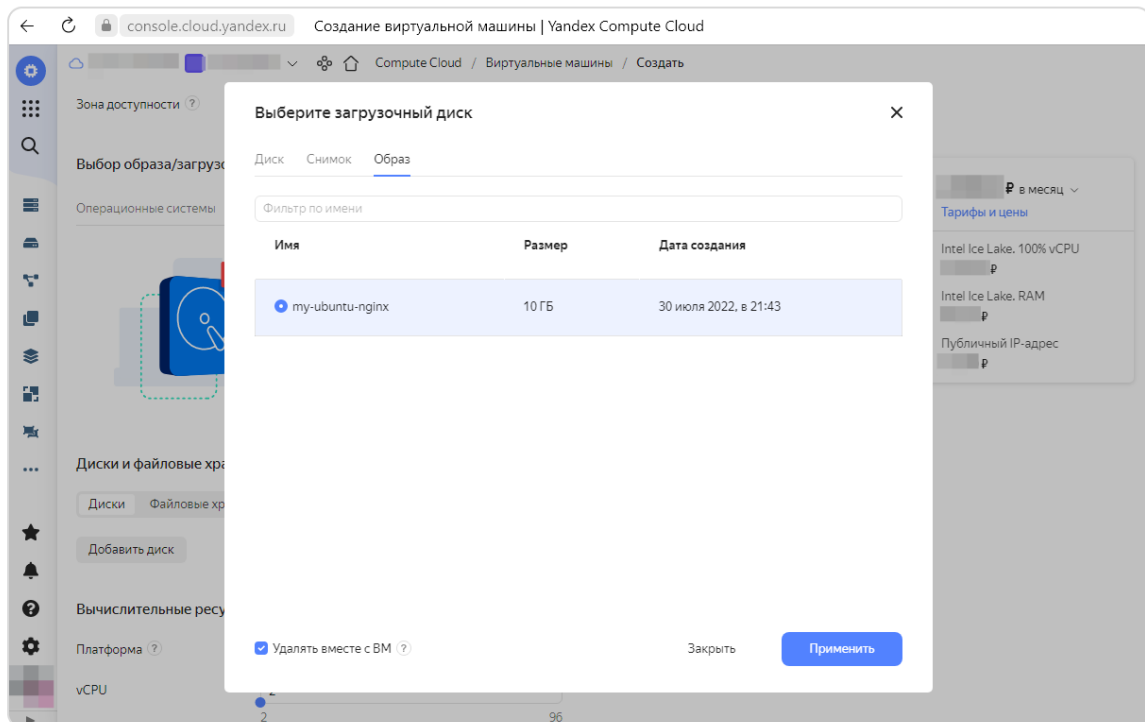 console.cloud.yandex.ru Создание виртуальной машины | Yandex Compute Cloud
Compute Cloud / Виртуальные машины / Создать
Зона доступности ?
Выбор образа/загрузо
Операционные системы
Диски и файловые хра
Диски Файловые хр
Добавить диск
Вычислительные ресу
Платформа ?
vCPU
2
2 96
Выберите загрузочный диск
Диск Снимок Образ
Фильтр по имени
Имя Размер Дата создания
my-ubuntu-nginx 10 ГБ 30 июля 2022, в 21:43
Удалять вместе с ВМ ?
Закрыть Применить
₽ в месяц
Тарифы и цены
Intel Ice Lake. 100% vCPU
₽
Intel Ice Lake. RAM
₽
Публичный IP-адрес
₽